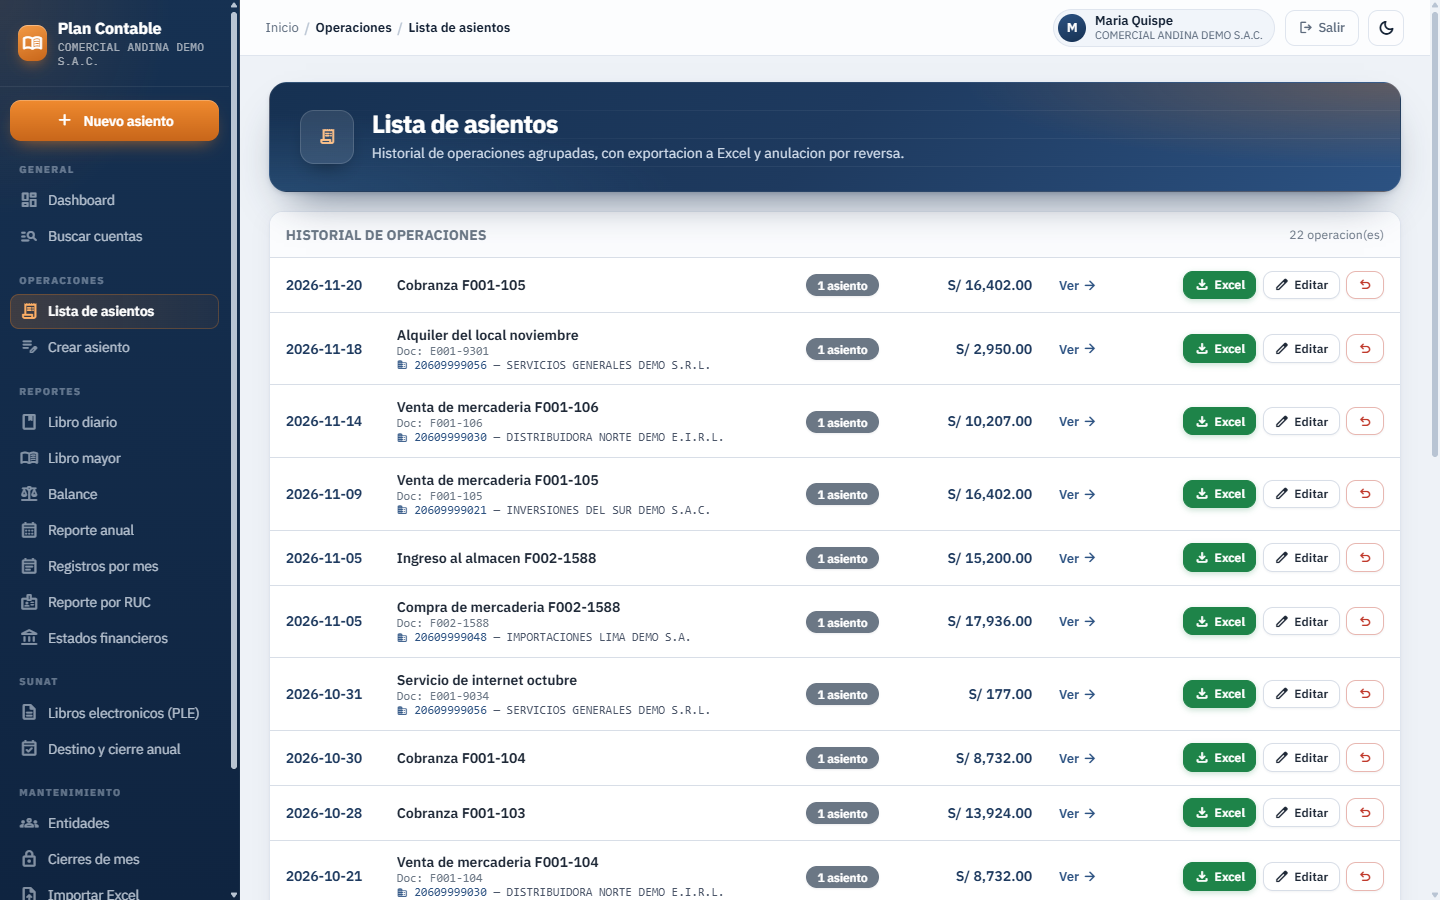 Plan Contable
COMERCIAL ANDINA DEMO
S.A.C.
Nuevo asiento
GENERAL
Dashboard
Buscar cuentas
OPERACIONES
Lista de asientos
Crear asiento
REPORTES
Libro diario
Libro mayor
Balance
Reporte anual
Registros por mes
Reporte por RUC
Estados financieros
SUNAT
Libros electronicos (PLE)
Destino y cierre anual
MANTENIMIENTO
Entidades
Cierres de mes
Importar Excel
Inicio / Operaciones / Lista de asientos
M
Maria Quispe
COMERCIAL ANDINA DEMO S.A.C.
Salir
Lista de asientos
Historial de operaciones agrupadas, con exportacion a Excel y anulacion por reversa.
HISTORIAL DE OPERACIONES
22 operacion(es)
2026-11-20 Cobranza F001-105 1 asiento S/ 16,402.00 Ver → Excel Editar
2026-11-18 Alquiler del local noviembre 1 asiento S/ 2,950.00 Ver → Excel Editar
Doc: E001-9301
20609999056 — SERVICIOS GENERALES DEMO S.R.L.
2026-11-14 Venta de mercaderia F001-106 1 asiento S/ 10,207.00 Ver → Excel Editar
Doc: F001-106
20609999030 — DISTRIBUIDORA NORTE DEMO E.I.R.L.
2026-11-09 Venta de mercaderia F001-105 1 asiento S/ 16,402.00 Ver → Excel Editar
Doc: F001-105
20609999021 — INVERSIONES DEL SUR DEMO S.A.C.
2026-11-05 Ingreso al almacen F002-1588 1 asiento S/ 15,200.00 Ver → Excel Editar
2026-11-05 Compra de mercaderia F002-1588 1 asiento S/ 17,936.00 Ver → Excel Editar
Doc: F002-1588
20609999048 — IMPORTACIONES LIMA DEMO S.A.
2026-10-31 Servicio de internet octubre 1 asiento S/ 177.00 Ver → Excel Editar
Doc: E001-9034
20609999056 — SERVICIOS GENERALES DEMO S.R.L.
2026-10-30 Cobranza F001-104 1 asiento S/ 8,732.00 Ver → Excel Editar
2026-10-28 Cobranza F001-103 1 asiento S/ 13,924.00 Ver → Excel Editar
2026-10-21 Venta de mercaderia F001-104 1 asiento S/ 8,732.00 Ver → Excel Editar
Doc: F001-104
20609999030 — DISTRIBUIDORA NORTE DEMO E.I.R.L.